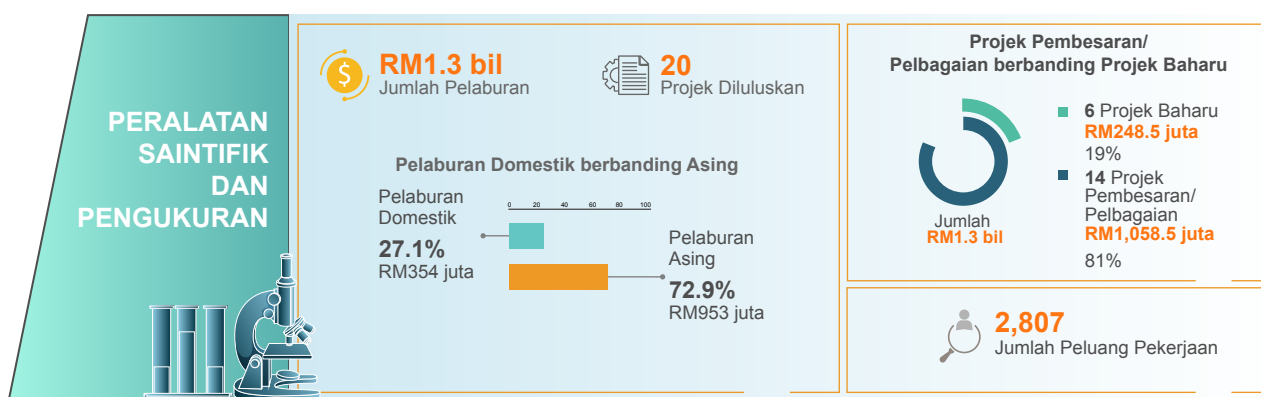 PERALATAN
SAINTIFIK
DAN
PENGUKURAN
RM1.3 bil
Jumlah Pelaburan
20
Projek Diluluskan
Pelaburan Domestik berbanding Asing
Pelaburan
Domestik
27.1%
RM354 juta
0 20 40 60 80 100
Pelaburan
Asing
72.9%
RM953 juta
Projek Pembesaran/
Pelbagaian berbanding Projek Baharu
Jumlah
RM1.3 bil
6 Projek Baharu
RM248.5 juta
19%
14 Projek
Pembesaran/
Pelbagaian
RM1,058.5 juta
81%
2,807
Jumlah Peluang Pekerjaan